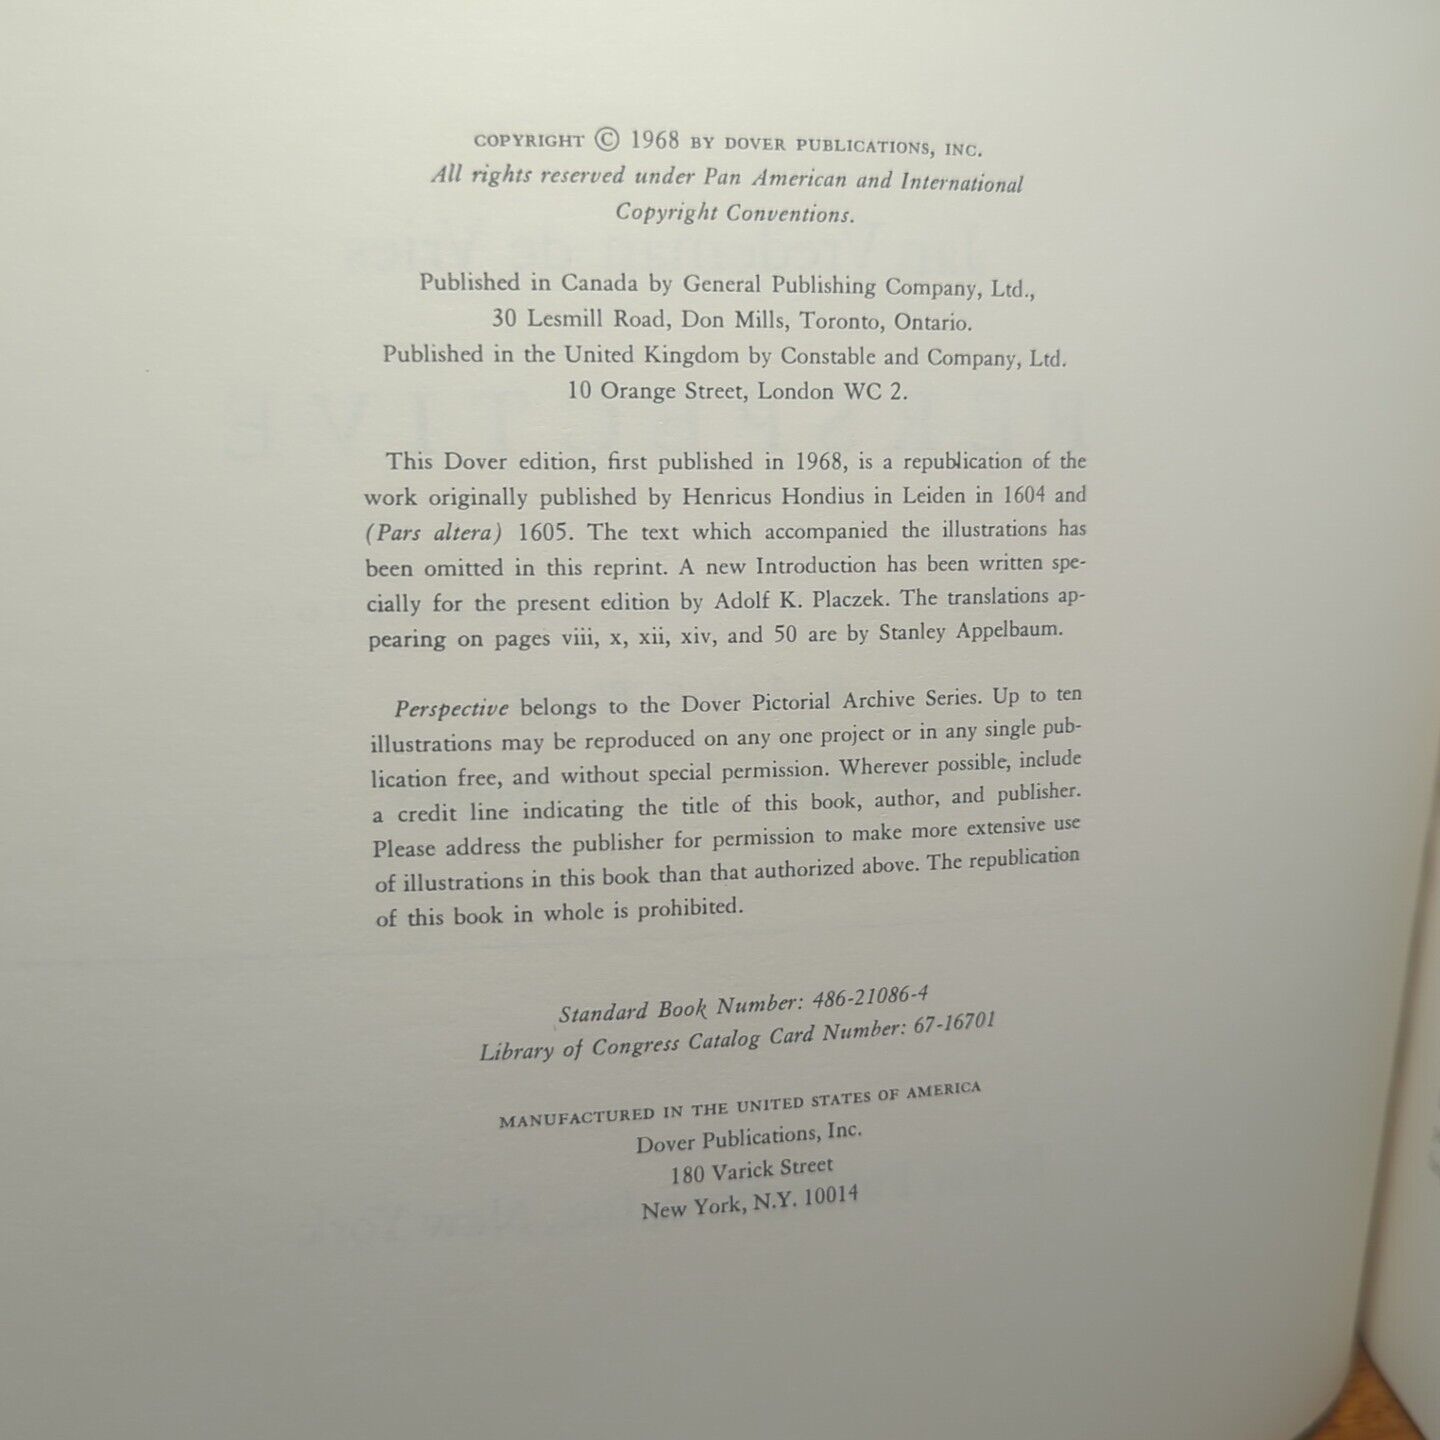 COPYRIGHT © 1968 BY DOVER PUBLICATIONS, INC.
All rights reserved under Pan American and International
Copyright Conventions.
Published in Canada by General Publishing Company, Ltd.,
30 Lesmill Road, Don Mills, Toronto, Ontario.
Published in the United Kingdom by Constable and Company, Ltd.
10 Orange Street, London WC 2.
This Dover edition, first published in 1968, is a republication of the
work originally published by Henricus Hondius in Leiden in 1604 and
(Pars altera) 1605. The text which accompanied the illustrations has
been omitted in this reprint. A new Introduction has been written spe-
cially for the present edition by Adolf K. Placzek. The translations ap-
pearing on pages viii, x, xii, xiv, and 50 are by Stanley Appelbaum.
Perspective belongs to the Dover Pictorial Archive Series. Up to ten
illustrations may be reproduced on any one project or in any single pub-
lication free, and without special permission. Wherever possible, include
a credit line indicating the title of this book, author, and publisher.
Please address the publisher for permission to make more extensive use
of illustrations in this book than that authorized above. The republication
of this book in whole is prohibited.
Standard Book Number: 486-21086-4
Library of Congress Catalog Card Number: 67-16701
MANUFACTURED IN THE UNITED STATES OF AMERICA
Dover Publications, Inc.
180 Varick Street
New York, N.Y. 10014